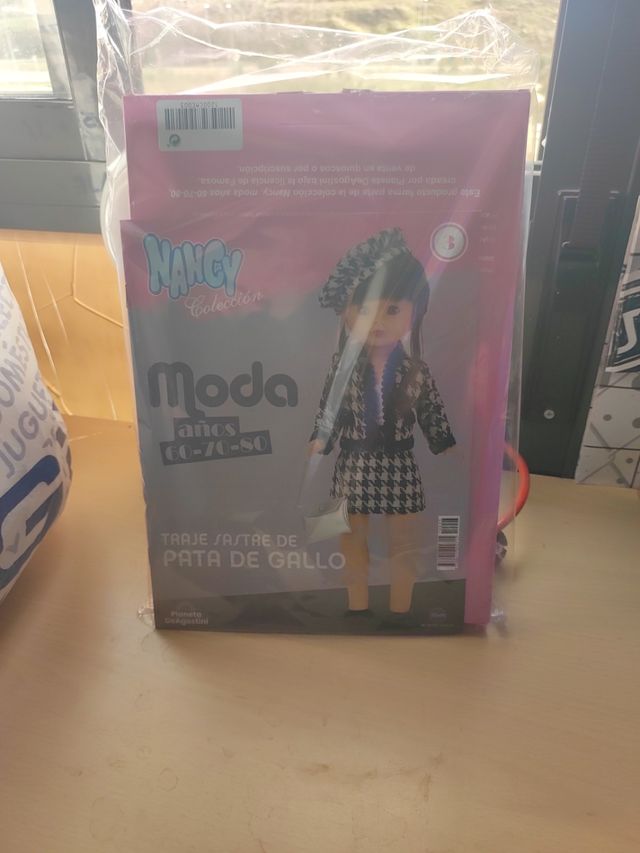 Este producto forma parte de la colección Nancy, moda años 60-70-80,
creada por Planeta DeAgostini bajo la licencia de Famosa,
de venta en quioscos o por suscripción.
NANCY
Colección
3
Moda
años
60-70-80
TRAJE SASTRE DE
PATA DE GALLO
Planeta
DeAgostini
JUGUE
G